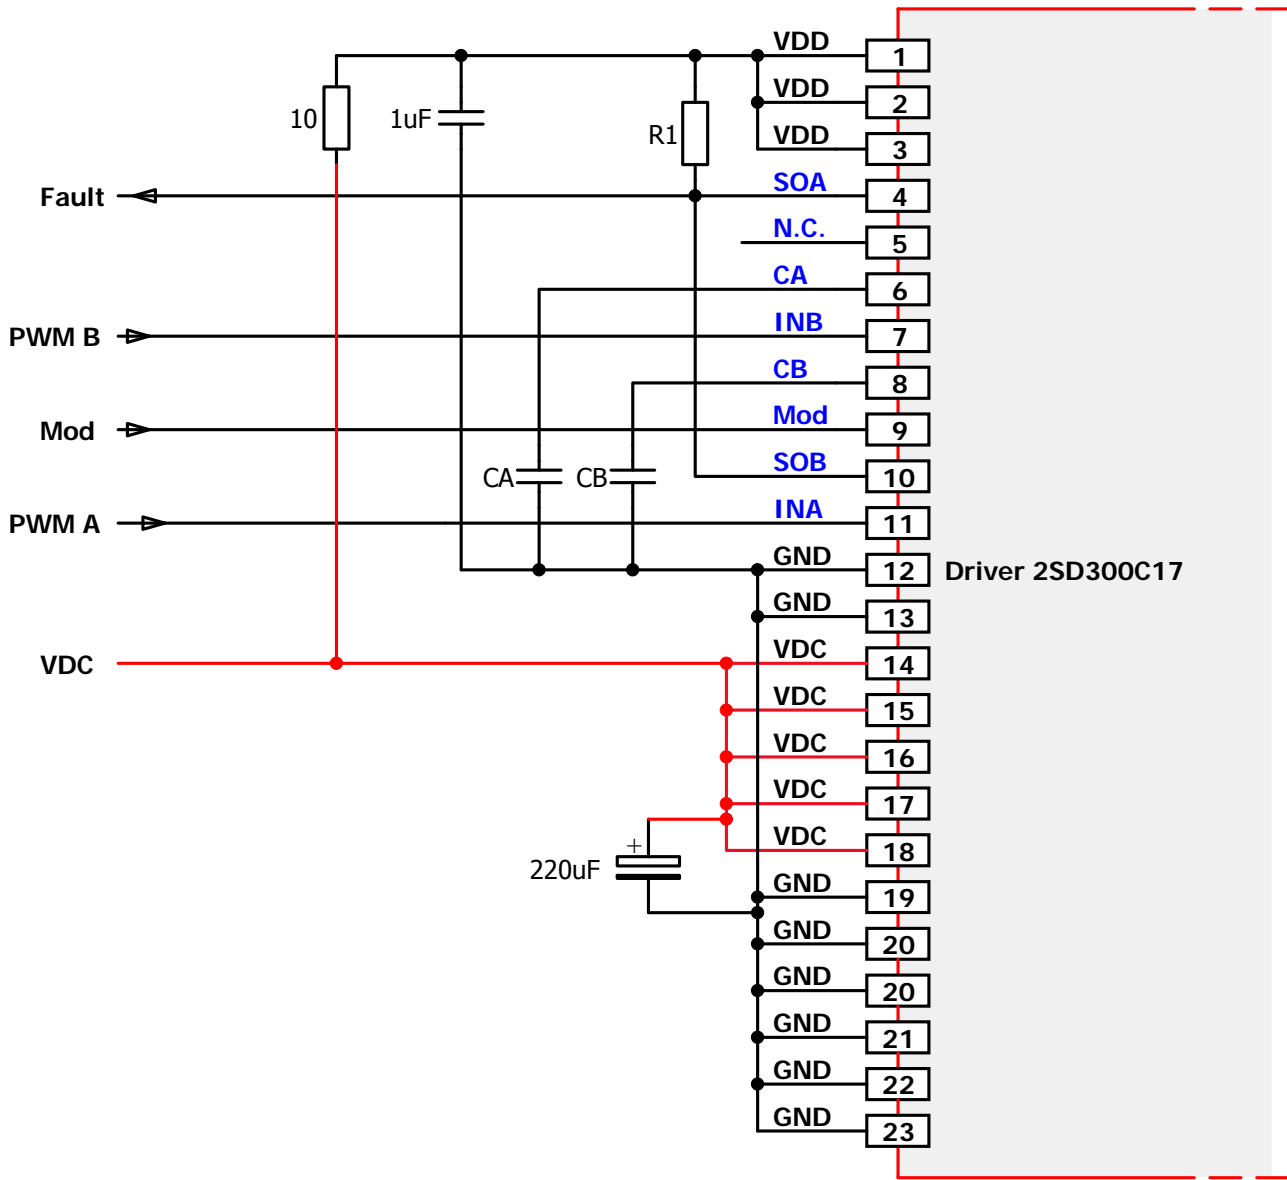 VDD
1
VDD
2
10
1uF
R1
VDD
3
Fault
SOA
4
N.C.
5
CA
6
PWM B
INB
7
CB
8
Mod
Mod
9
CA
CB
SOB
10
PWM A
INA
11
GND
12
Driver 2SD300C17
GND
13
VDC
VDC
14
VDC
15
VDC
16
VDC
17
VDC
18
+
220uF
GND
19
GND
20
GND
20
GND
21
GND
22
GND
23